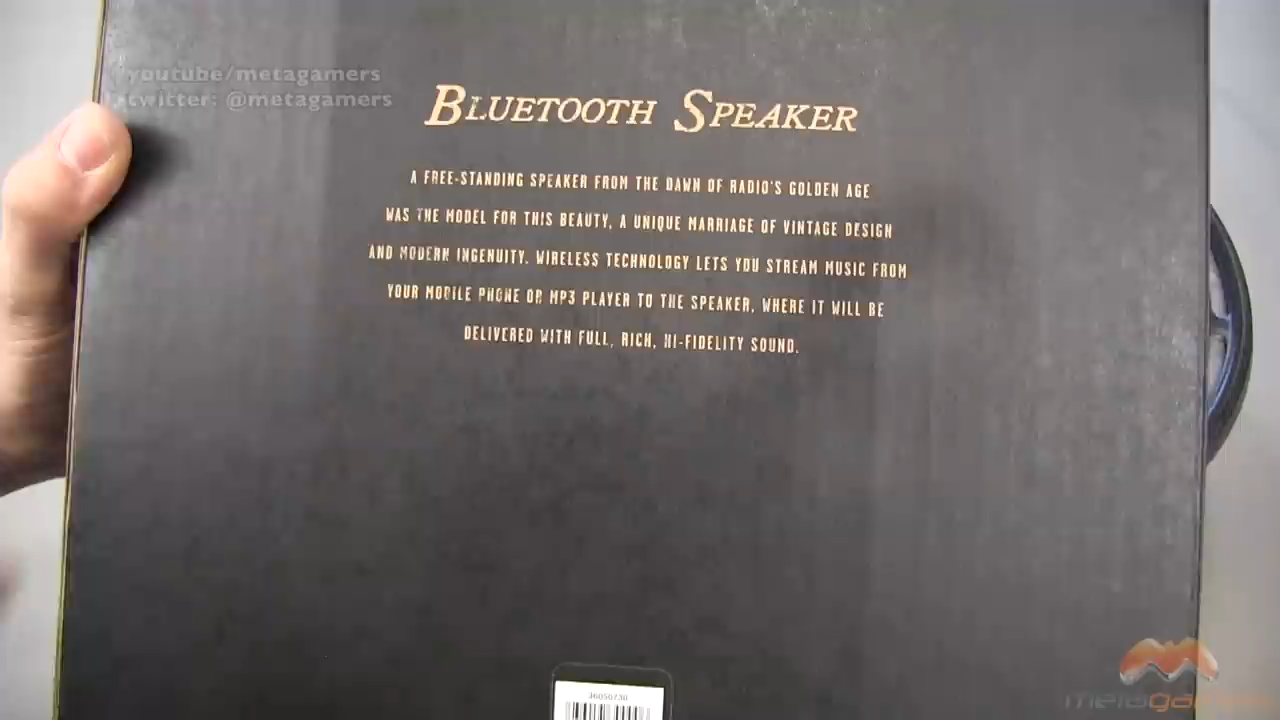 youtube/metagamers
twitter: @metagamers
BLUETOOTH SPEAKER
A FREE-STANDING SPEAKER FROM THE DAWN OF RADIO'S GOLDEN AGE
WAS THE MODEL FOR THIS BEAUTY, A UNIQUE MARRIAGE OF VINTAGE DESIGN
AND MODERN INGENUITY. WIRELESS TECHNOLOGY LETS YOU STREAM MUSIC FROM
YOUR MOBILE PHONE OR MP3 PLAYER TO THE SPEAKER, WHERE IT WILL BE
DELIVERED WITH FULL, RICH, HI-FIDELITY SOUND.